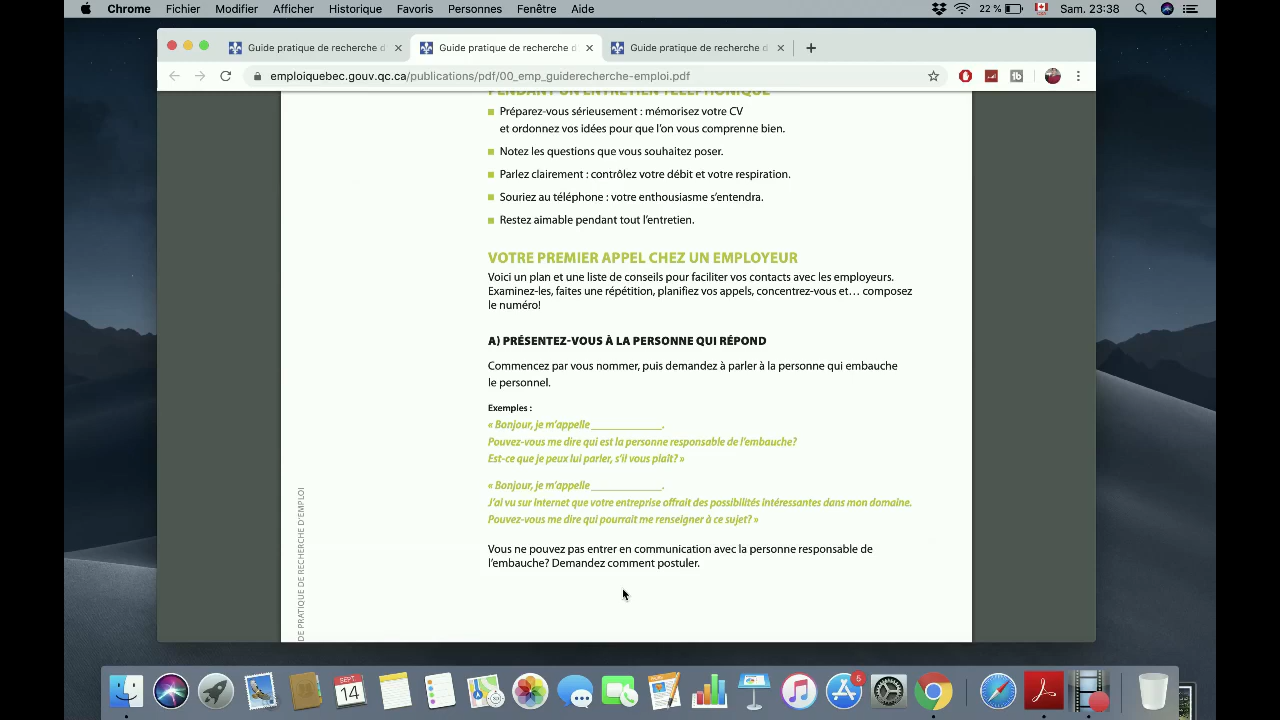 Chrome Fichier Modifier Afficher Historique Favoris Personnes Fenêtre Aide 22 % Sam. 23:38
Guide pratique de recherche d Guide pratique de recherche d Guide pratique de recherche d
emploiquebec.gouv.qc.ca/publications/pdf/00_emp_guiderecherche-emploi.pdf
PENDANT UN ENTRETIEN TÉLÉPHONIQUE
Préparez-vous sérieusement : mémorisez votre CV
et ordonnez vos idées pour que l’on vous comprenne bien.
Notez les questions que vous souhaitez poser.
Parlez clairement : contrôlez votre débit et votre respiration.
Souriez au téléphone : votre enthousiasme s’entendra.
Restez aimable pendant tout l’entretien.
VOTRE PREMIER APPEL CHEZ UN EMPLOYEUR
Voici un plan et une liste de conseils pour faciliter vos contacts avec les employeurs.
Examinez-les, faites une répétition, planifiez vos appels, concentrez-vous et… composez
le numéro!
A) PRÉSENTEZ-VOUS À LA PERSONNE QUI RÉPOND
Commencez par vous nommer, puis demandez à parler à la personne qui embauche
le personnel.
Exemples :
« Bonjour, je m’appelle _____________.
Pouvez-vous me dire qui est la personne responsable de l’embauche?
Est-ce que je peux lui parler, s’il vous plaît? »
« Bonjour, je m’appelle _____________.
J’ai vu sur internet que votre entreprise offrait des possibilités intéressantes dans mon domaine.
Pouvez-vous me dire qui pourrait me renseigner à ce sujet? »
Vous ne pouvez pas entrer en communication avec la personne responsable de
l’embauche? Demandez comment postuler.
DE PRATIQUE DE RECHERCHE D’EMPLOI
SEPT
14
5